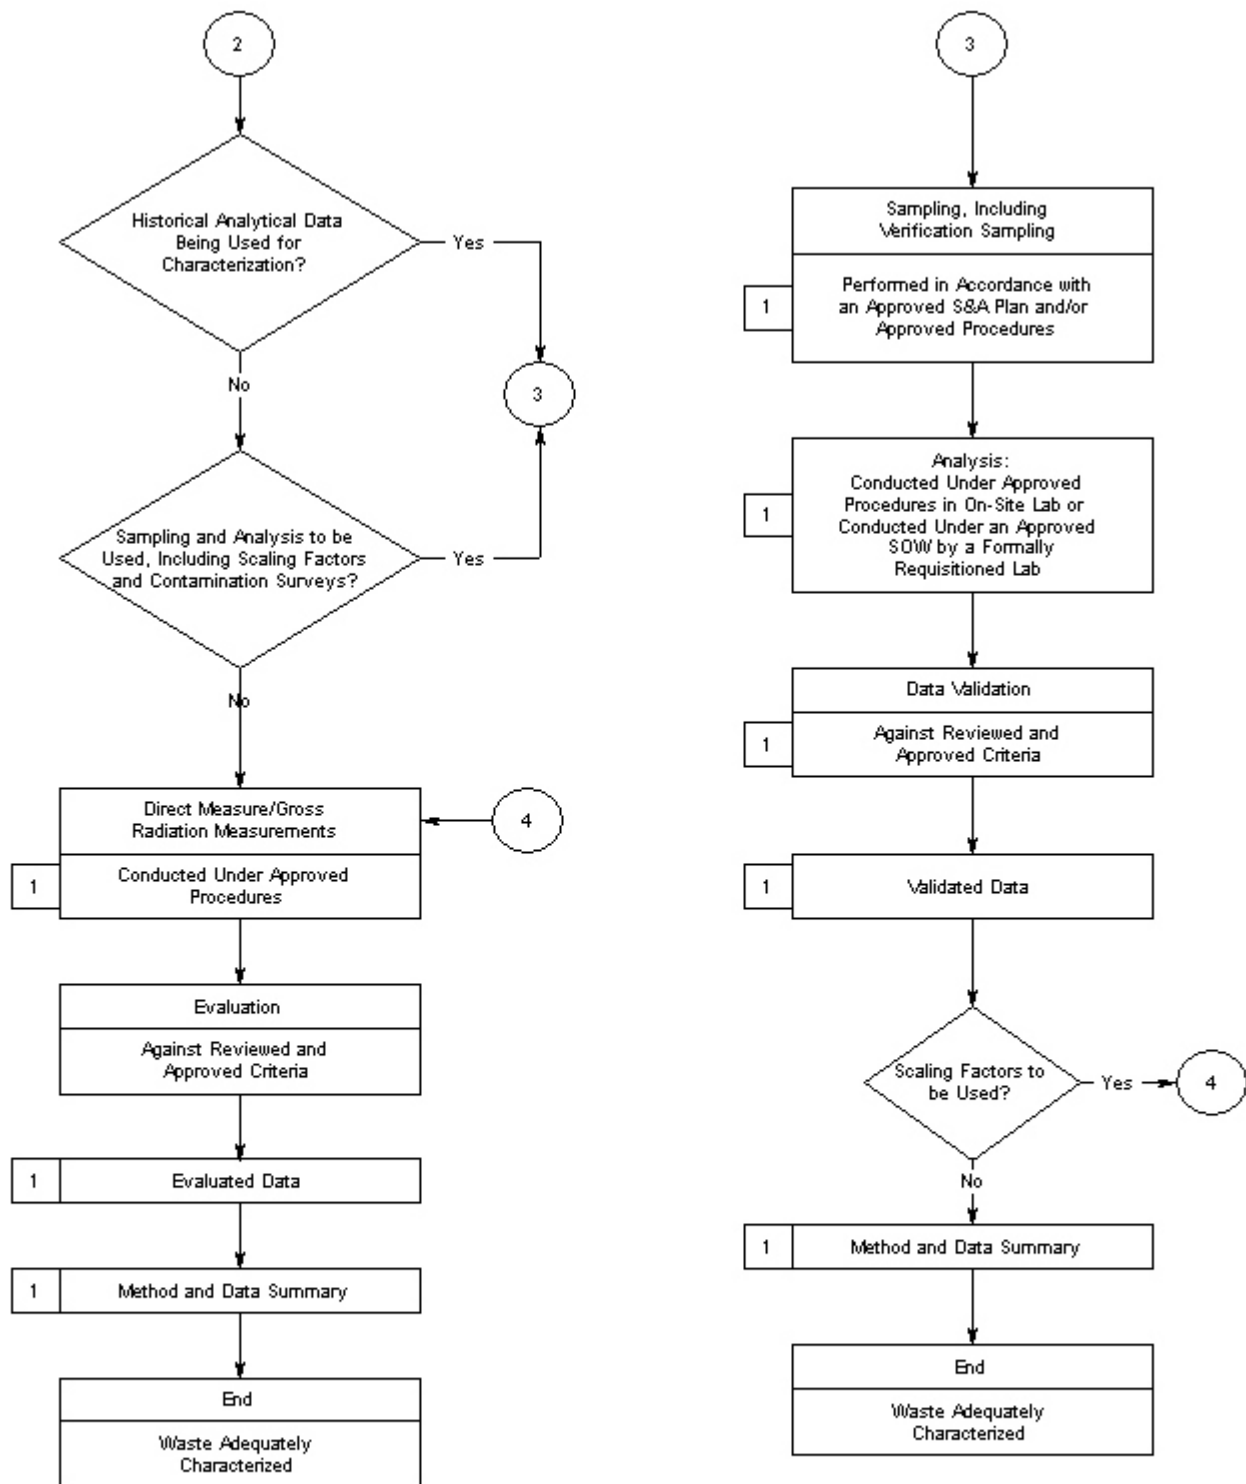 2
Historical Analytical Data
Being Used for
Characterization?
Yes
No
3
Sampling and Analysis to be
Used, Including Scaling Factors
and Contamination Surveys?
Yes
No
Direct Measure/Gross
Radiation Measurements
4
1
Conducted Under Approved
Procedures
Evaluation
Against Reviewed and
Approved Criteria
1
Evaluated Data
1
Method and Data Summary
End
Waste Adequately
Characterized
3
Sampling, Including
Verification Sampling
1
Performed in Accordance with
an Approved S&A Plan and/or
Approved Procedures
1
Analysis:
Conducted Under Approved
Procedures in On-Site Lab or
Conducted Under an Approved
SOW by a Formally
Requisitioned Lab
Data Validation
1
Against Reviewed and
Approved Criteria
1
Validated Data
Scaling Factors to
be Used?
Yes
4
No
1
Method and Data Summary
End
Waste Adequately
Characterized